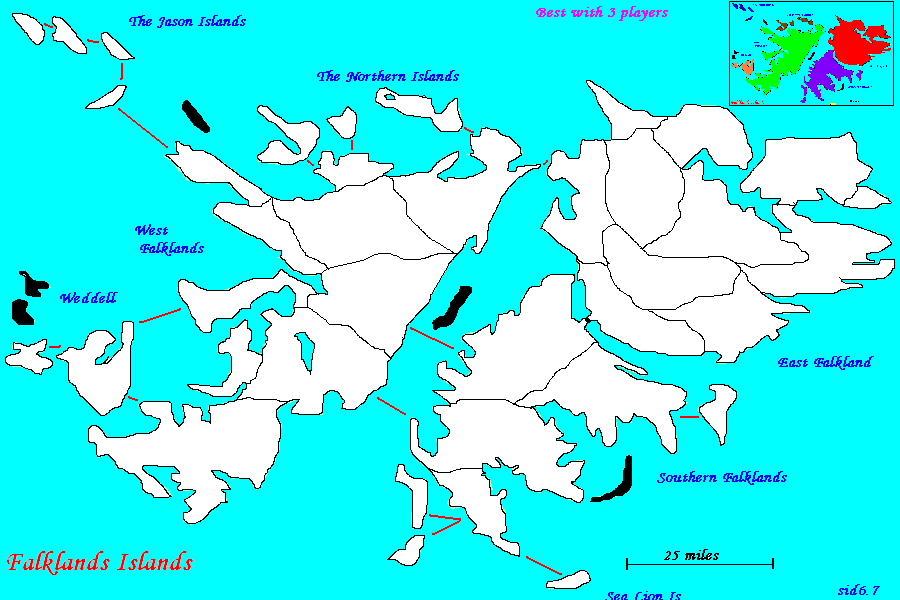 The Jason Islands
Best with 3 players
The Northern Islands
West
Falklands
Weddell
East Falkland
Southern Falklands
Falklands Islands
25 miles
sid6.7
Sea Lion Is